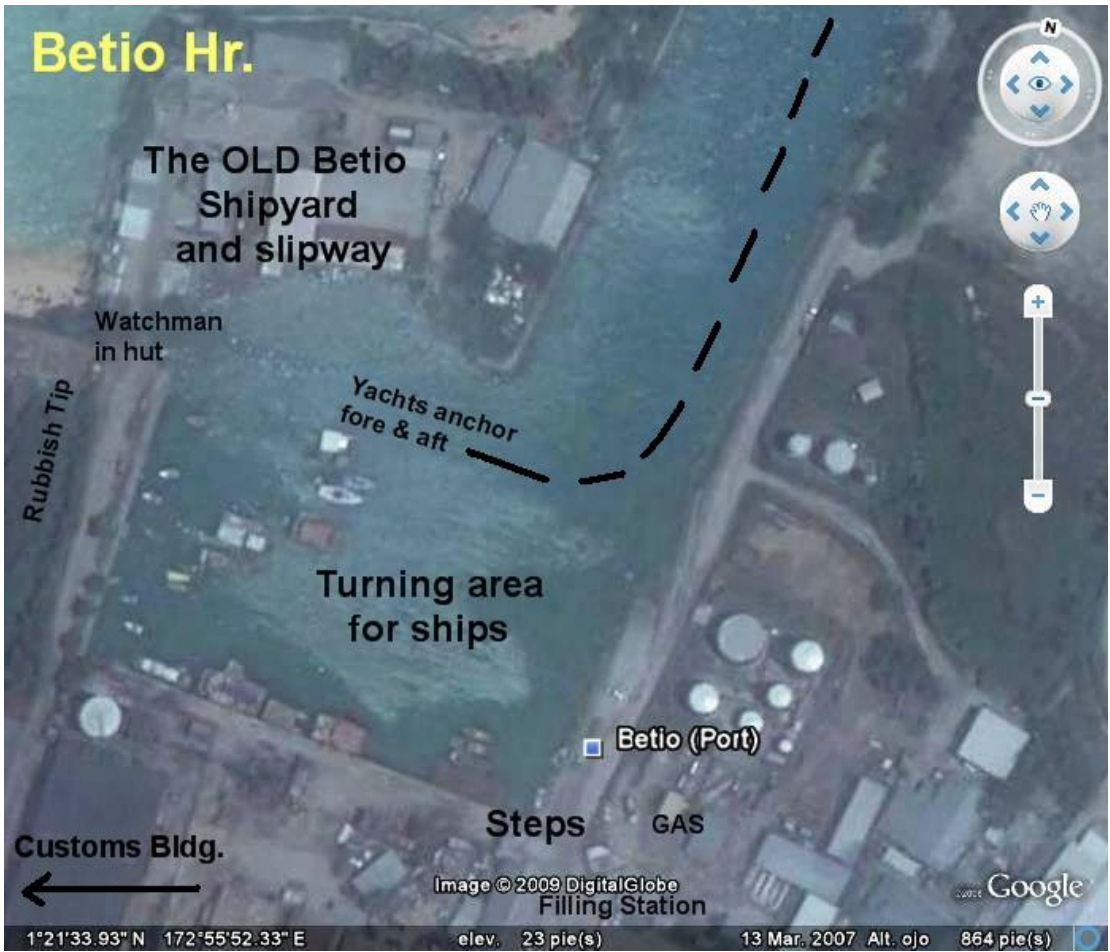 Betio Hr.
N
The OLD Betio
Shipyard
and slipway
Watchman
in hut
Rubbish Tip
Yachts anchor
fore & aft
Turning area
for ships
Betio (Port)
Steps
GAS
Customs Bldg.
Image © 2009 DigitalGlobe
Google
Filling Station
1°21'33.93" N 172°55'52.33" E elev. 23 pie(s) 13 Mar. 2007 Alt. ojo 864 pie(s)